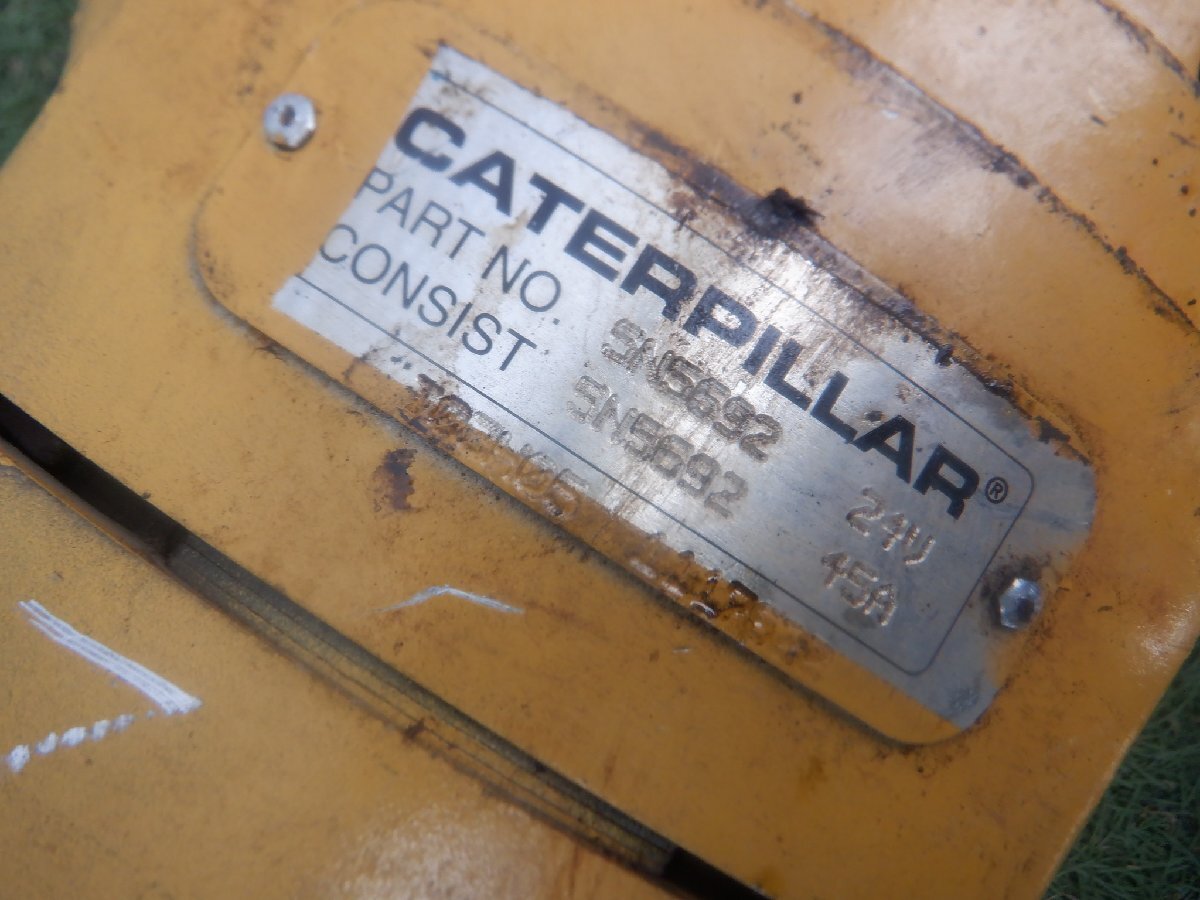 CATERPILLAR®
PART NO. 5N5692 24V
CONSIST 5N5692 45A